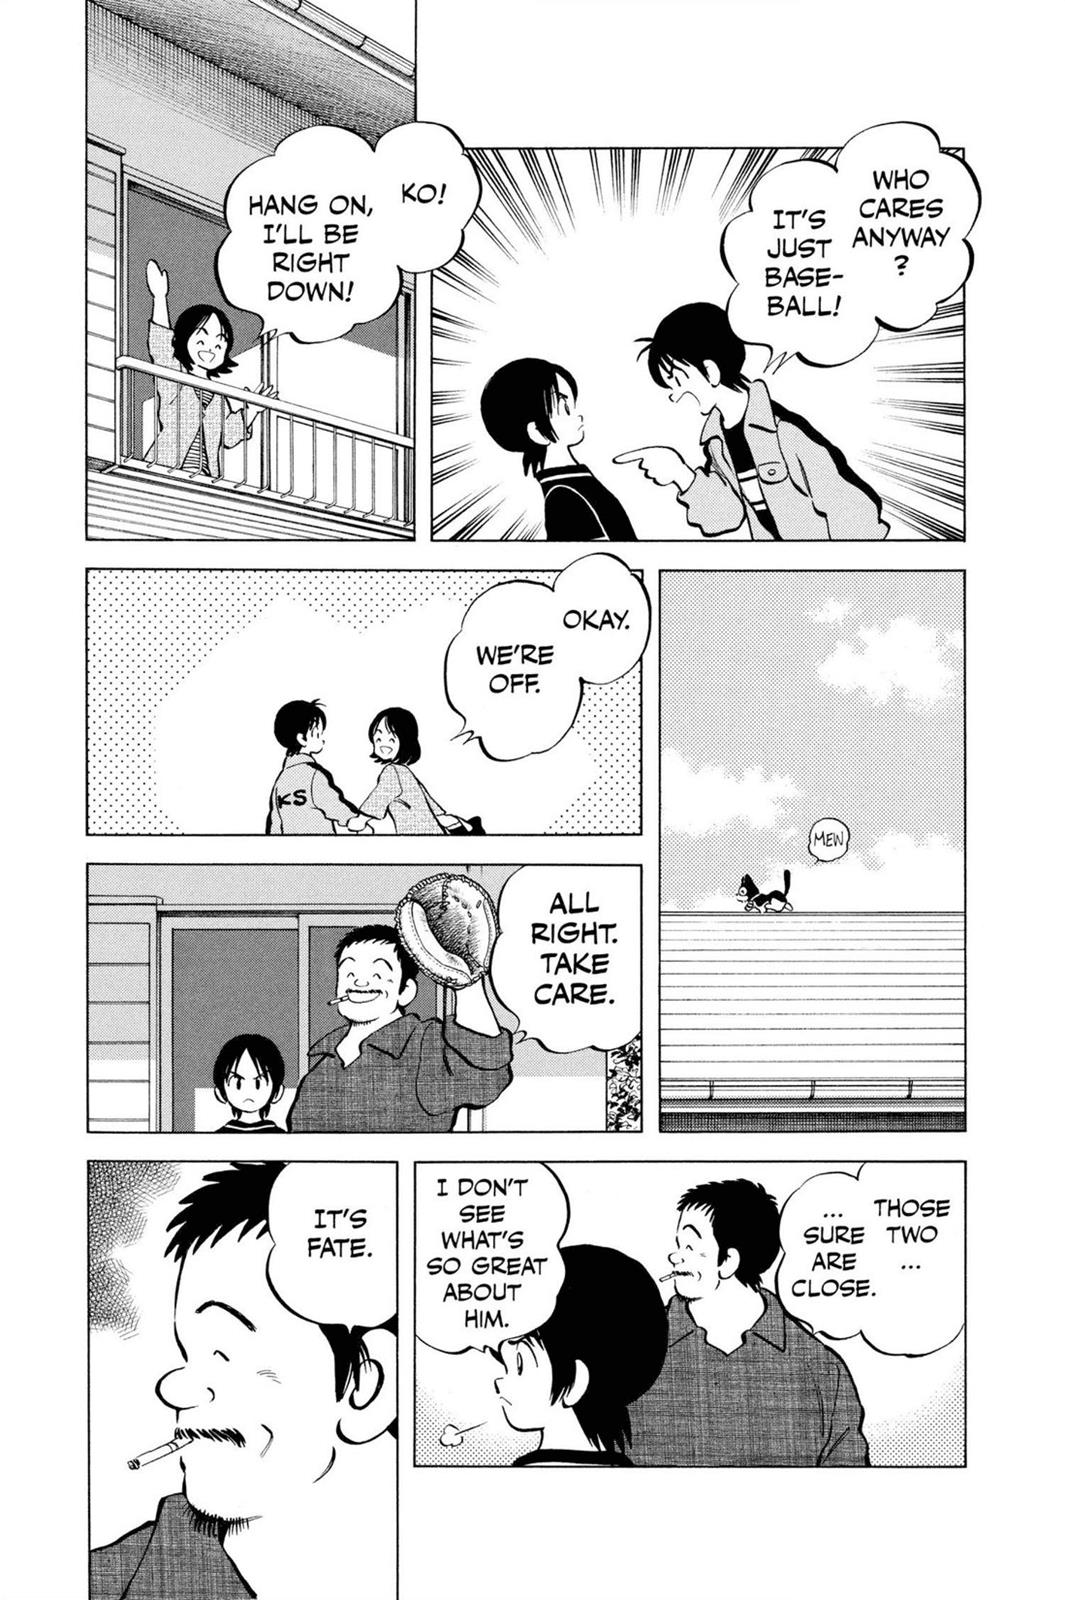 WHO
CARES
ANYWAY
?
IT'S
JUST
BASE-
BALL!
KO!
HANG ON,
I'LL BE
RIGHT
DOWN!
OKAY.
WE'RE
OFF.
KS
MEW
ALL
RIGHT.
TAKE
CARE.
THOSE
TWO
...
...
SURE
ARE
CLOSE.
I DON'T
SEE
WHAT'S
SO GREAT
ABOUT
HIM.
IT'S
FATE.